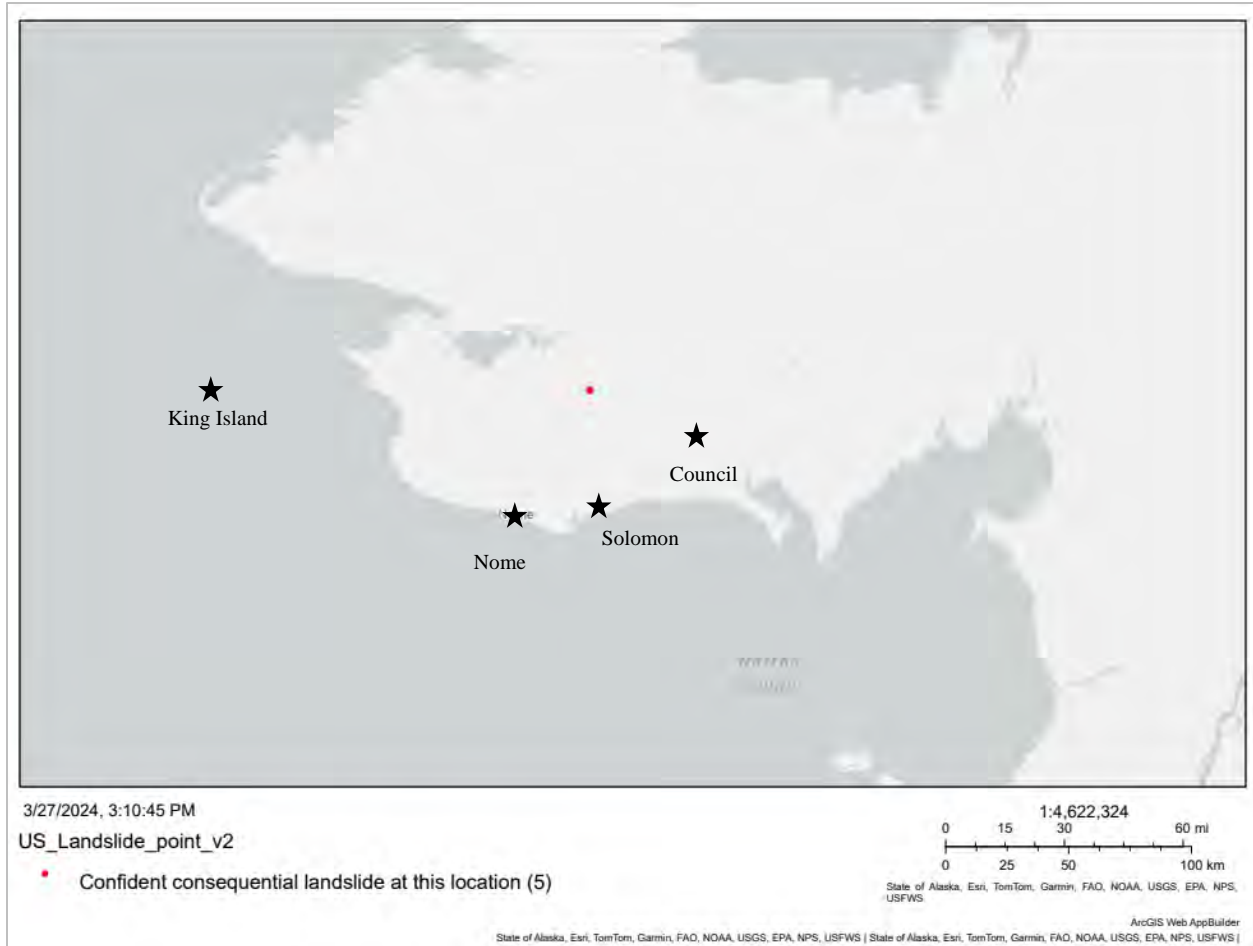 King Island
Council
Solomon
Nome
3/27/2024, 3:10:45 PM
US_Landslide_point_v2
Confident consequential landslide at this location (5)
1:4,622,324
0 15 30 60 mi
0 25 50 100 km
State of Alaska, Esri, TomTom, Garmin, FAO, NOAA, USGS, EPA, NPS,
USFWS
ArcGIS Web AppBuilder
State of Alaska, Esri, TomTom, Garmin, FAO, NOAA, USGS, EPA, NPS, USFWS | State of Alaska, Esri, TomTom, Garmin, FAO, NOAA, USGS, EPA, NPS, USFWS |